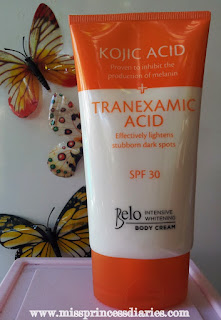 KOJIC ACID
Proven to inhibit the
production of melanin
+
TRANEXAMIC
ACID
Effectively lightens
stubborn dark spots
SPF 30
Belo INTENSIVE
WHITENING
BODY CREAM
www.missprincessdiaries.com